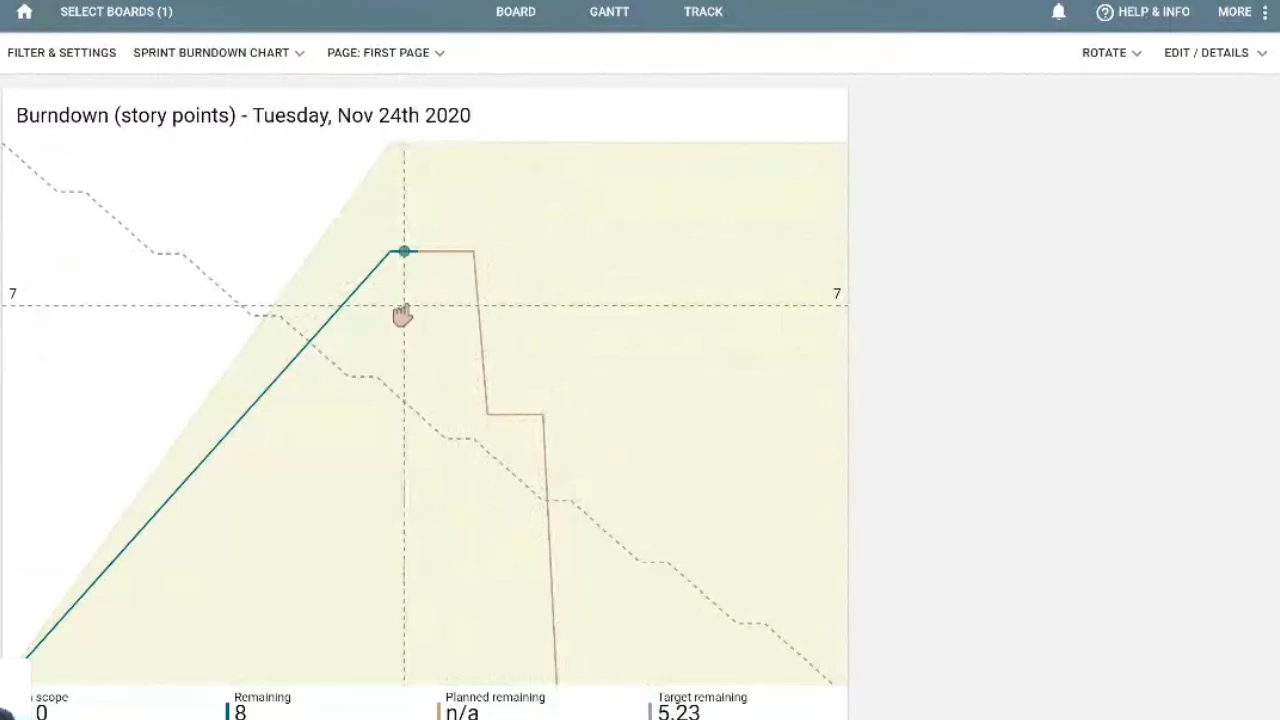 SELECT BOARDS (1) BOARD GANTT TRACK HELP & INFO MORE
FILTER & SETTINGS SPRINT BURNDOWN CHART PAGE: FIRST PAGE ROTATE EDIT / DETAILS
Burndown (story points) - Tuesday, Nov 24th 2020
7 7
scope Remaining Planned remaining Target remaining
0 8 n/a 5.23